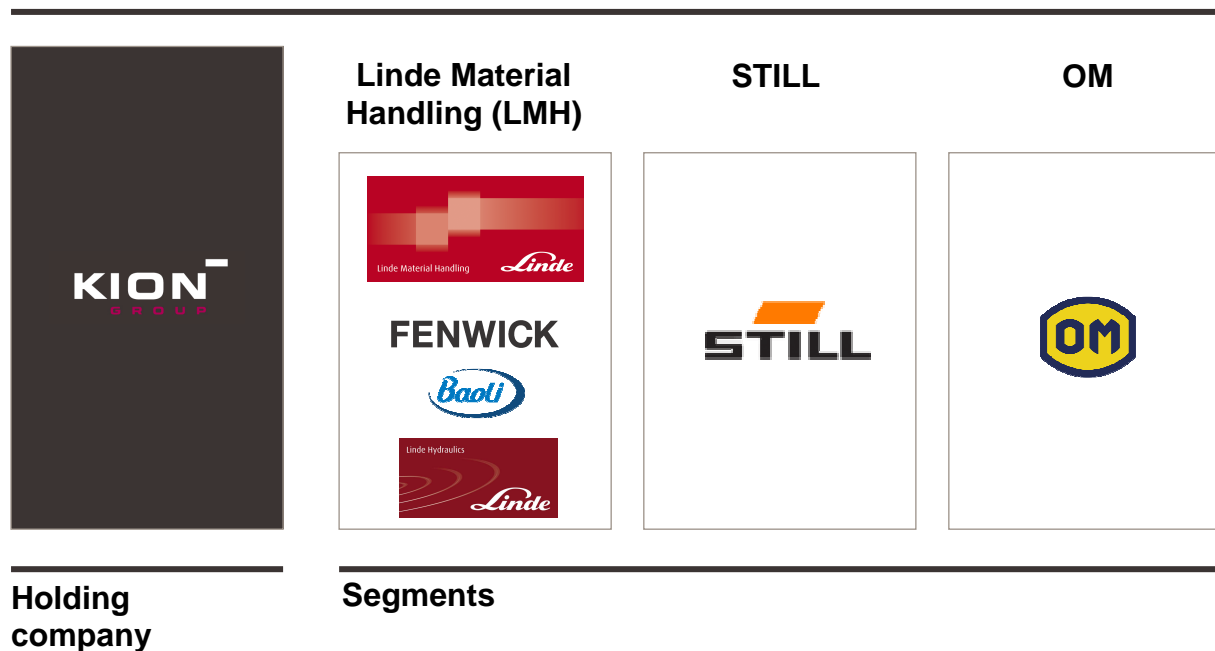 Linde Material
Handling (LMH)
STILL
OM
KION
GROUP
Linde Material Handling
Linde
FENWICK
Baoli
Linde Hydraulics
Linde
STILL
OM
Holding
company
Segments